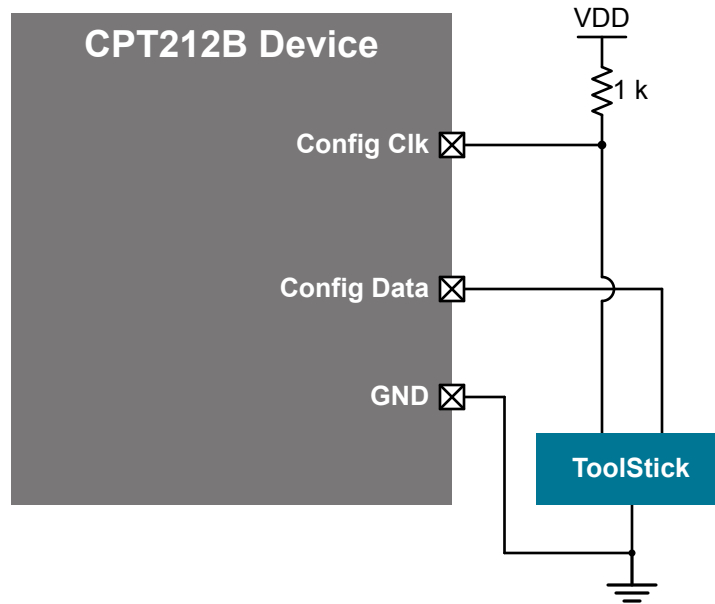 CPT212B Device
VDD
1 k
Config Clk
Config Data
GND
ToolStick